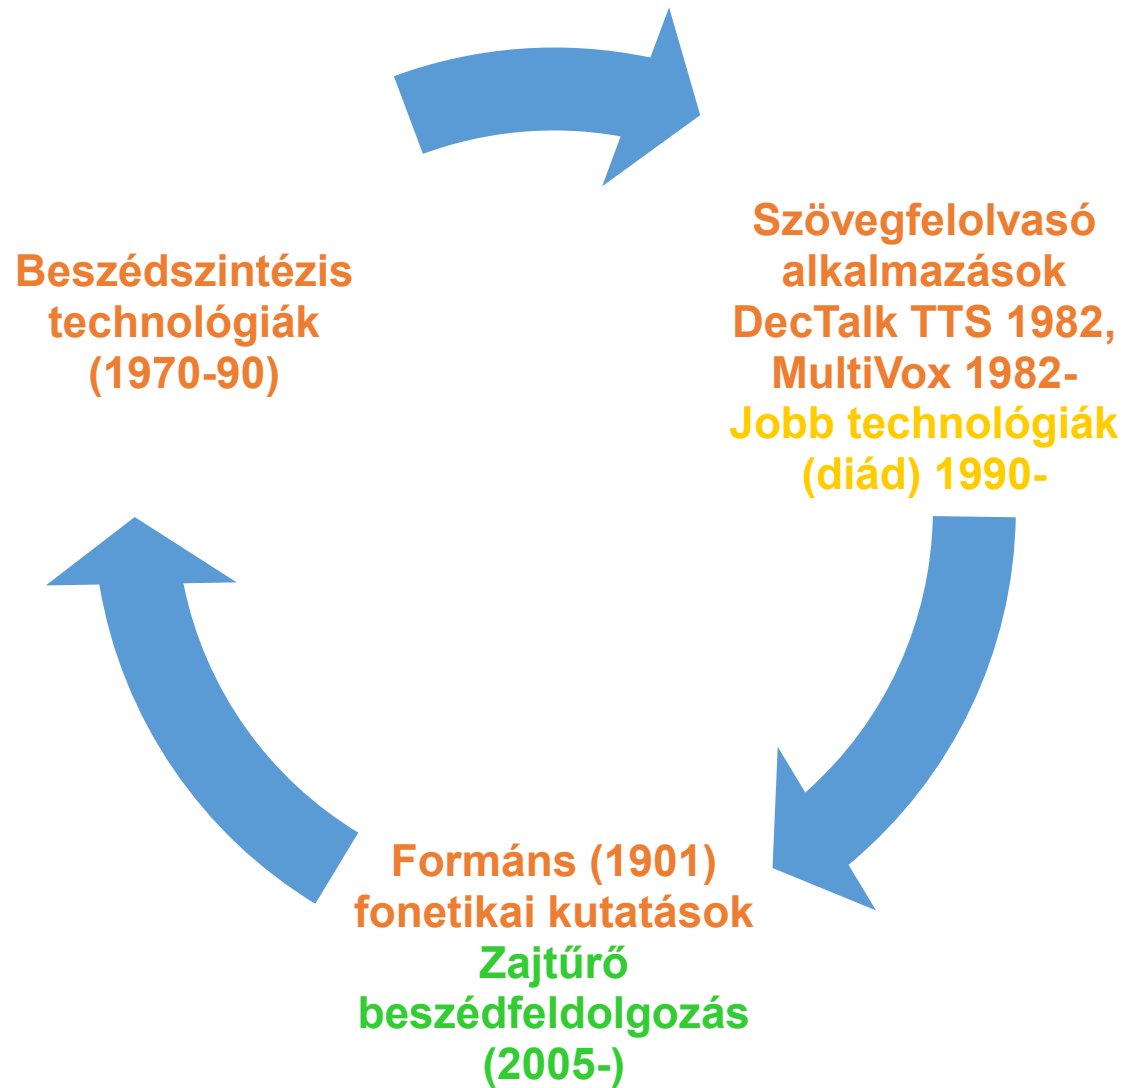 Beszédszintézis
technológiák
(1970-90)
Szövegfelolvasó
alkalmazások
DecTalk TTS 1982,
MultiVox 1982-
Jobb technológiák
(diád) 1990-
Formáns (1901)
fonetikai kutatások
Zajtűrő
beszédfeldolgozás
(2005-)